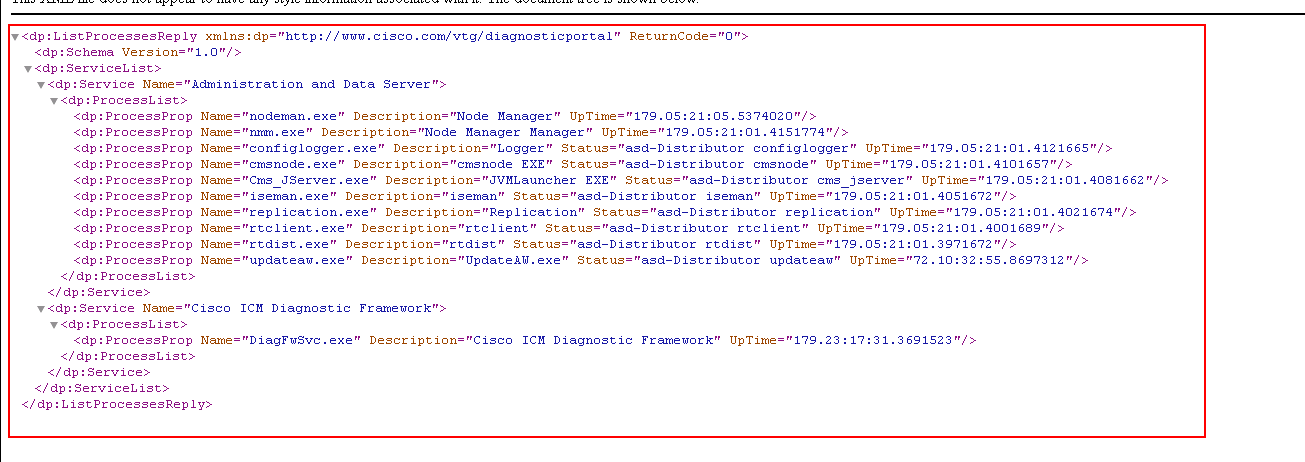 This XML file does not appear to have any style information associated with it. The document tree is shown below.
<dp:ListProcessesReply xmlns:dp="http://www.cisco.com/vtg/diagnosticportal" ReturnCode="0">
<dp:Schema Version="1.0"/>
<dp:ServiceList>
<dp:Service Name="Administration and Data Server">
<dp:ProcessList>
<dp:ProcessProp Name="nodeman.exe" Description="Node Manager" UpTime="179.05:21:05.5374020"/>
<dp:ProcessProp Name="nmm.exe" Description="Node Manager Manager" UpTime="179.05:21:01.4151774"/>
<dp:ProcessProp Name="configlogger.exe" Description="Logger" Status="asd-Distributor configlogger" UpTime="179.05:21:01.4121665"/>
<dp:ProcessProp Name="cmsnode.exe" Description="cmsnode EXE" Status="asd-Distributor cmsnode" UpTime="179.05:21:01.4101657"/>
<dp:ProcessProp Name="Cms_JServer.exe" Description="JVMLauncher EXE" Status="asd-Distributor cms_jserver" UpTime="179.05:21:01.4081662"/>
<dp:ProcessProp Name="iseman.exe" Description="iseman" Status="asd-Distributor iseman" UpTime="179.05:21:01.4051672"/>
<dp:ProcessProp Name="replication.exe" Description="Replication" Status="asd-Distributor replication" UpTime="179.05:21:01.4021674"/>
<dp:ProcessProp Name="rtclient.exe" Description="rtclient" Status="asd-Distributor rtclient" UpTime="179.05:21:01.4001689"/>
<dp:ProcessProp Name="rtdist.exe" Description="rtdist" Status="asd-Distributor rtdist" UpTime="179.05:21:01.3971672"/>
<dp:ProcessProp Name="updateaw.exe" Description="UpdateAW.exe" Status="asd-Distributor updateaw" UpTime="72.10:32:55.8697312"/>
</dp:ProcessList>
</dp:Service>
<dp:Service Name="Cisco ICM Diagnostic Framework">
<dp:ProcessList>
<dp:ProcessProp Name="DiagFwSvc.exe" Description="Cisco ICM Diagnostic Framework" UpTime="179.23:17:31.3691523"/>
</dp:ProcessList>
</dp:Service>
</dp:ServiceList>
</dp:ListProcessesReply>